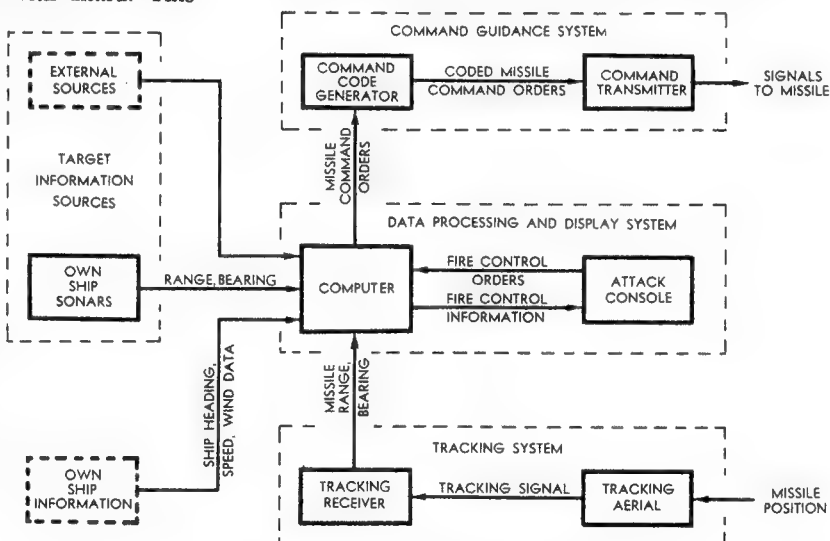 COMMAND GUIDANCE SYSTEM
EXTERNAL
SOURCES
COMMAND
CODE
GENERATOR
CODED MISSILE
COMMAND ORDERS
COMMAND
TRANSMITTER
SIGNALS
TO MISSILE
TARGET
INFORMATION
SOURCES
MISSILE
COMMAND
ORDERS
DATA PROCESSING AND DISPLAY SYSTEM
OWN
SHIP
SONARS
RANGE, BEARING
COMPUTER
FIRE CONTROL
ORDERS
FIRE CONTROL
INFORMATION
ATTACK
CONSOLE
SHIP HEADING,
SPEED, WIND DATA
MISSILE
RANGE,
BEARING
TRACKING SYSTEM
OWN
SHIP
INFORMATION
TRACKING
RECEIVER
TRACKING SIGNAL
TRACKING
AERIAL
MISSILE
POSITION